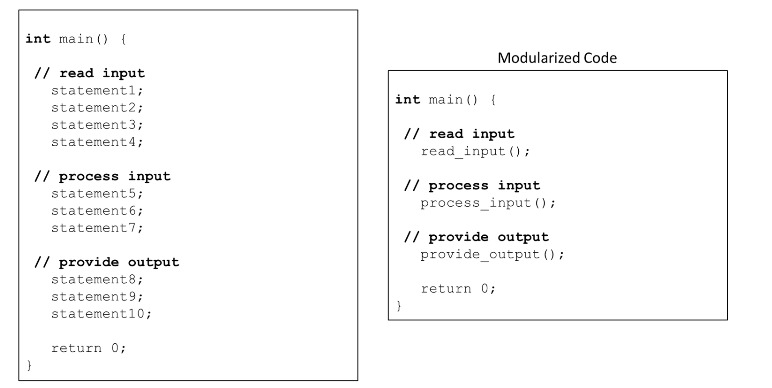 int main() {
// read input
statement1;
statement2;
statement3;
statement4;
// process input
statement5;
statement6;
statement7;
// provide output
statement8;
statement9;
statement10;
return 0;
}
Modularized Code
int main() {
// read input
read_input();
// process input
process_input();
// provide output
provide_output();
return 0;
}